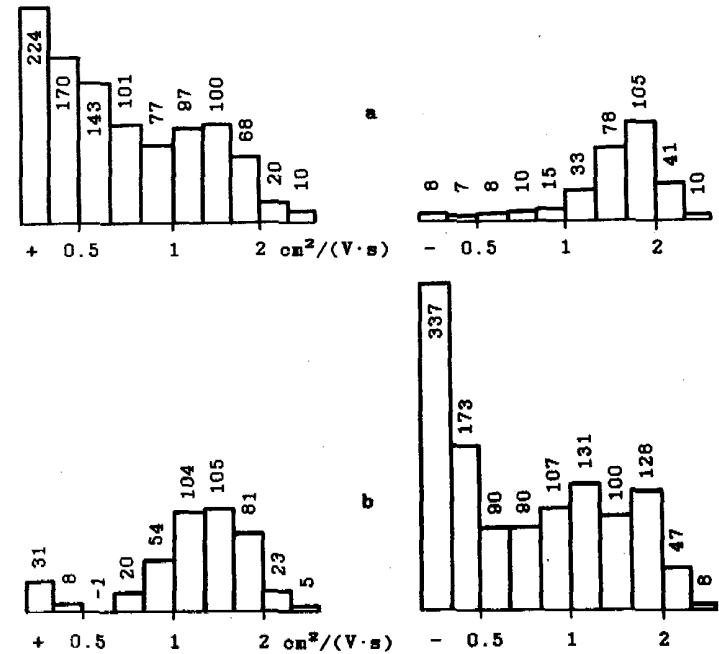 224 170 143 101 77 97 100 68 20 10
a
8 7 8 10 15 33 78 105 41 10
+ 0.5 1 2 cm²/(V·s) − 0.5 1 2
31 8 -1 20 54 104 105 81 23 5
b
337 173 90 90 107 131 100 128 47 8
+ 0.5 1 2 cm²/(V·s) − 0.5 1 2